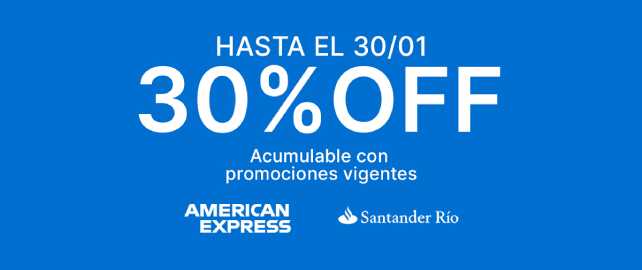 HASTA EL 30/01
30%OFF
Acumulable con
promociones vigentes
AMERICAN
EXPRESS
Santander Río